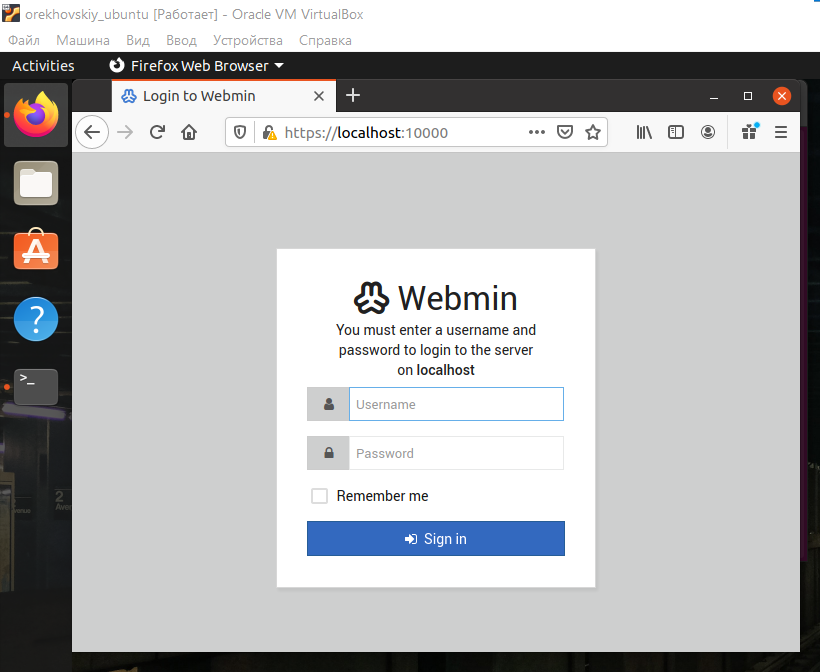 orekhovskiy_ubuntu [Работает] - Oracle VM VirtualBox
Файл Машина Вид Ввод Устройства Справка
Activities Firefox Web Browser
Login to Webmin
https://localhost:10000
Webmin
You must enter a username and
password to login to the server
on localhost
Username
Password
Remember me
Sign in
?
>_
2
Ave